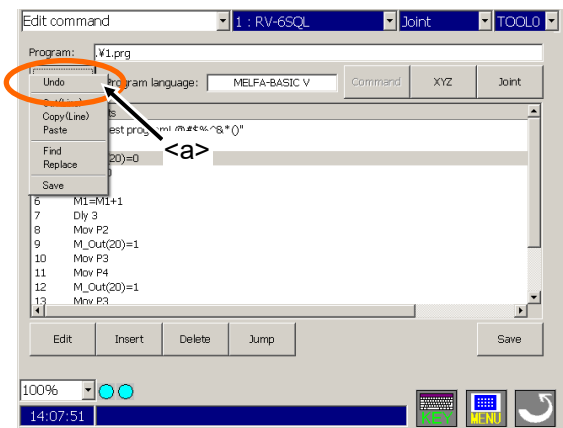 Edit command 1 : RV-6SQL Joint TOOL0
Program: .¥1.prg
Program language: MELFA-BASIC V Command XYZ Joint
Undo
Copy(Line)
Paste
Find
Replace
Save
<a>
(20)=0
6 M1=M1+1
7 Dly 3
8 Mov P2
9 M_Out(20)=1
10 Mov P3
11 Mov P4
12 M_Out(20)=1
13 Mov P3
Edit Insert Delete Jump Save
100%
14:07:51 KEY MENU